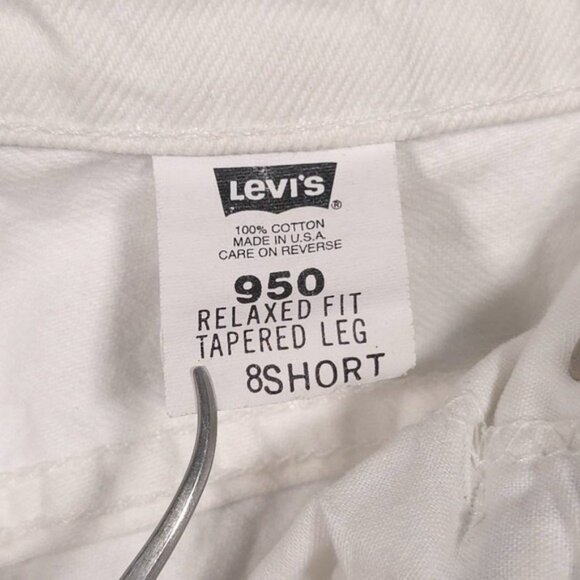 Levi's ®
100% COTTON
MADE IN U.S.A.
CARE ON REVERSE
950
RELAXED FIT
TAPERED LEG
8SHORT